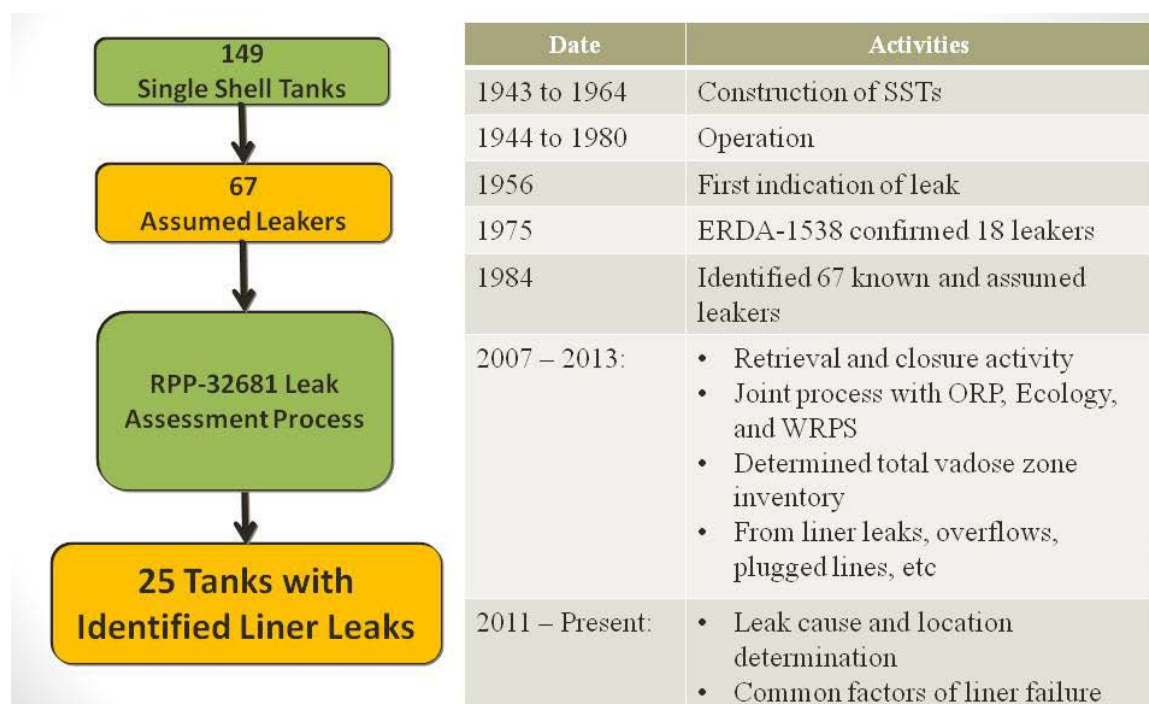 149
Single Shell Tanks
67
Assumed Leakers
RPP-32681 Leak
Assessment Process
25 Tanks with
Identified Liner Leaks
Date Activities
1943 to 1964 Construction of SSTs
1944 to 1980 Operation
1956 First indication of leak
1975 ERDA-1538 confirmed 18 leakers
1984 Identified 67 known and assumed
leakers
2007 – 2013: • Retrieval and closure activity
• Joint process with ORP, Ecology,
and WRPS
• Determined total vadose zone
inventory
• From liner leaks, overflows,
plugged lines, etc
2011 – Present: • Leak cause and location
determination
• Common factors of liner failure